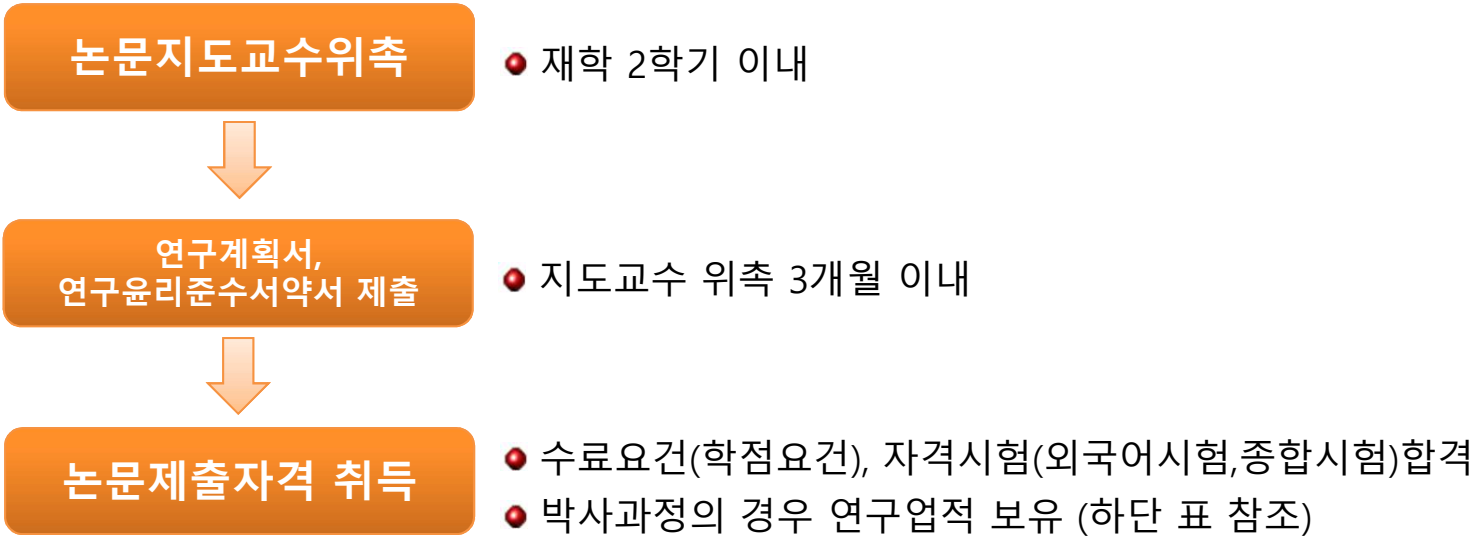 논문지도교수위촉
재학 2학기 이내
연구계획서,
연구윤리준수서약서 제출
지도교수 위촉 3개월 이내
논문제출자격 취득
수료요건(학점요건), 자격시험(외국어시험,종합시험)합격
박사과정의 경우 연구업적 보유 (하단 표 참조)